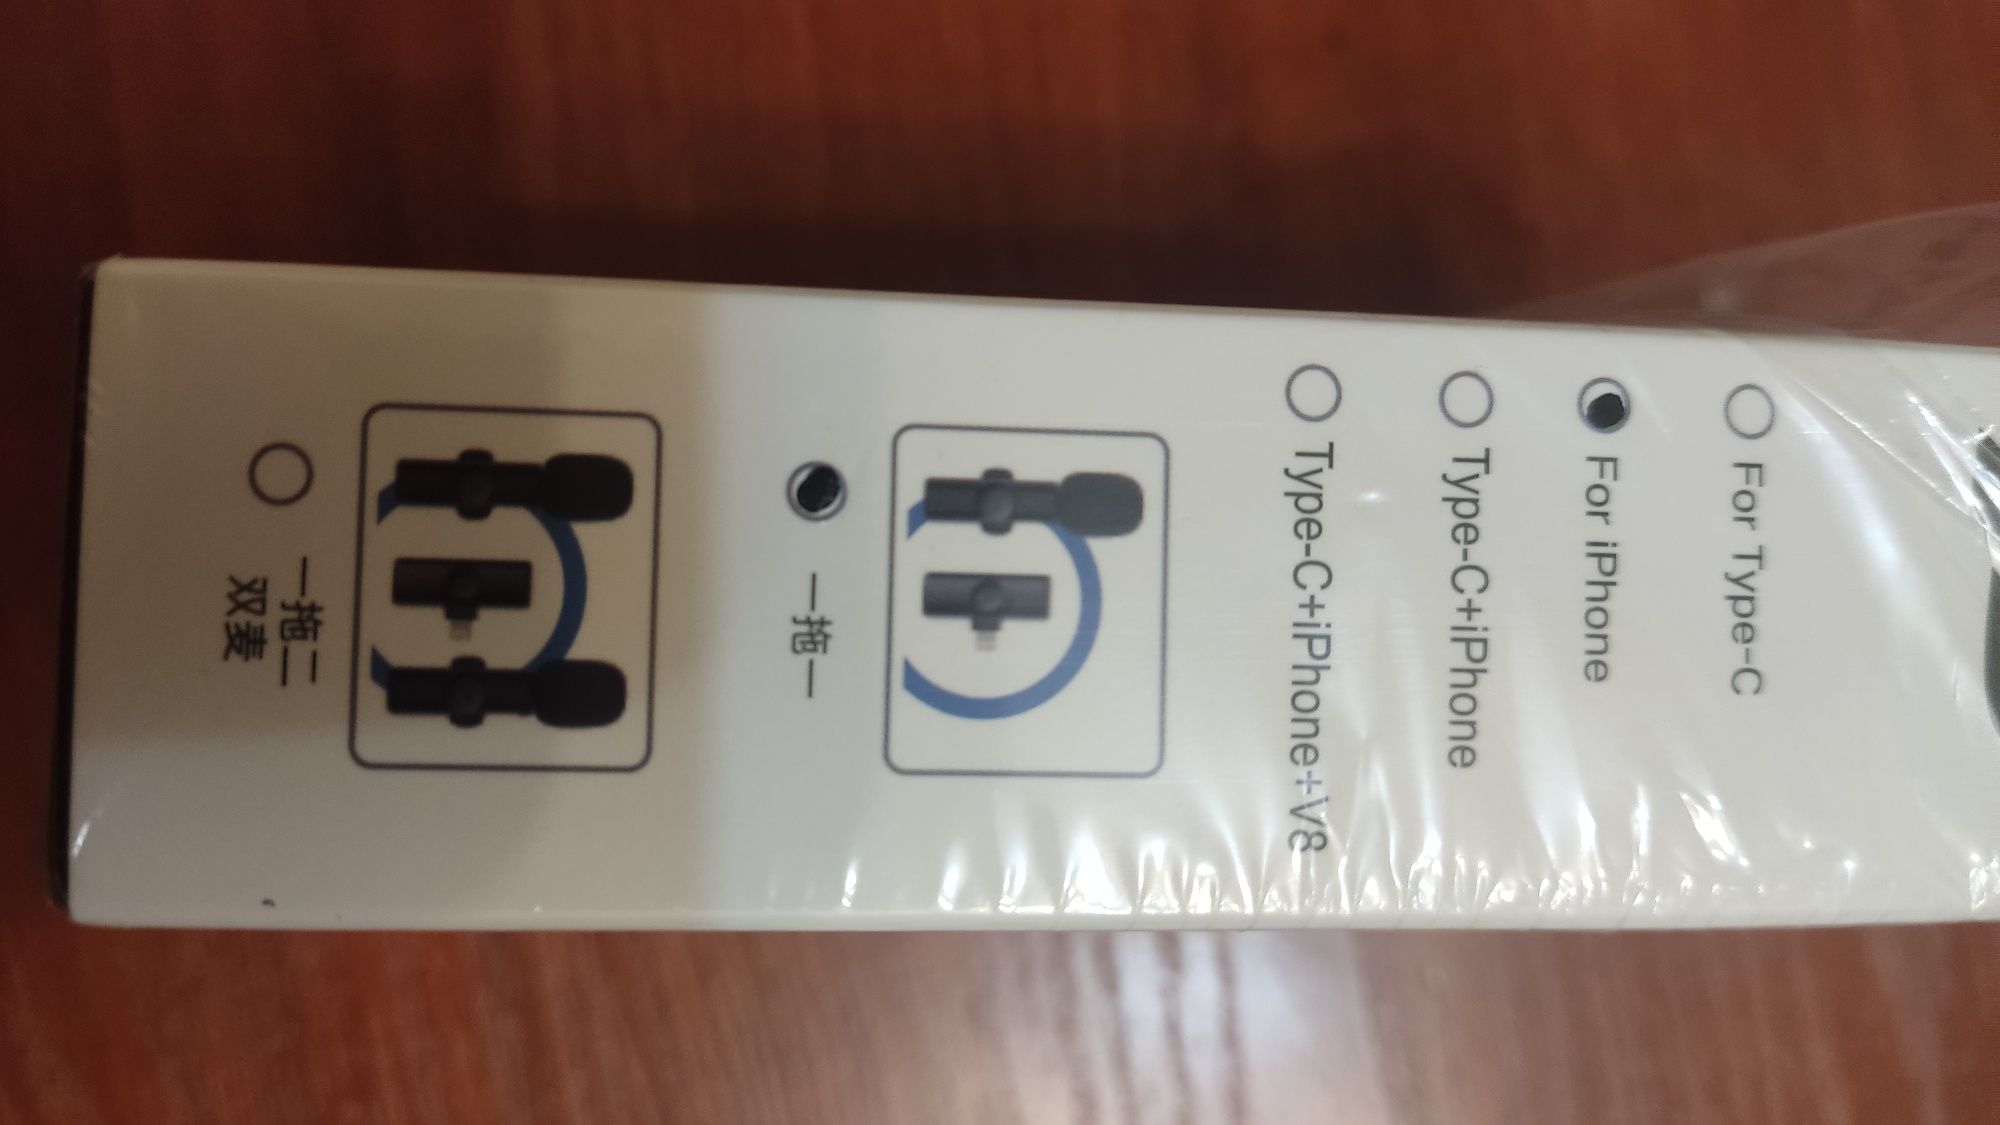 For Type-C
For iPhone
Type-C+iPhone
Type-C+iPhone+V8
一拖一
一拖二
双麦